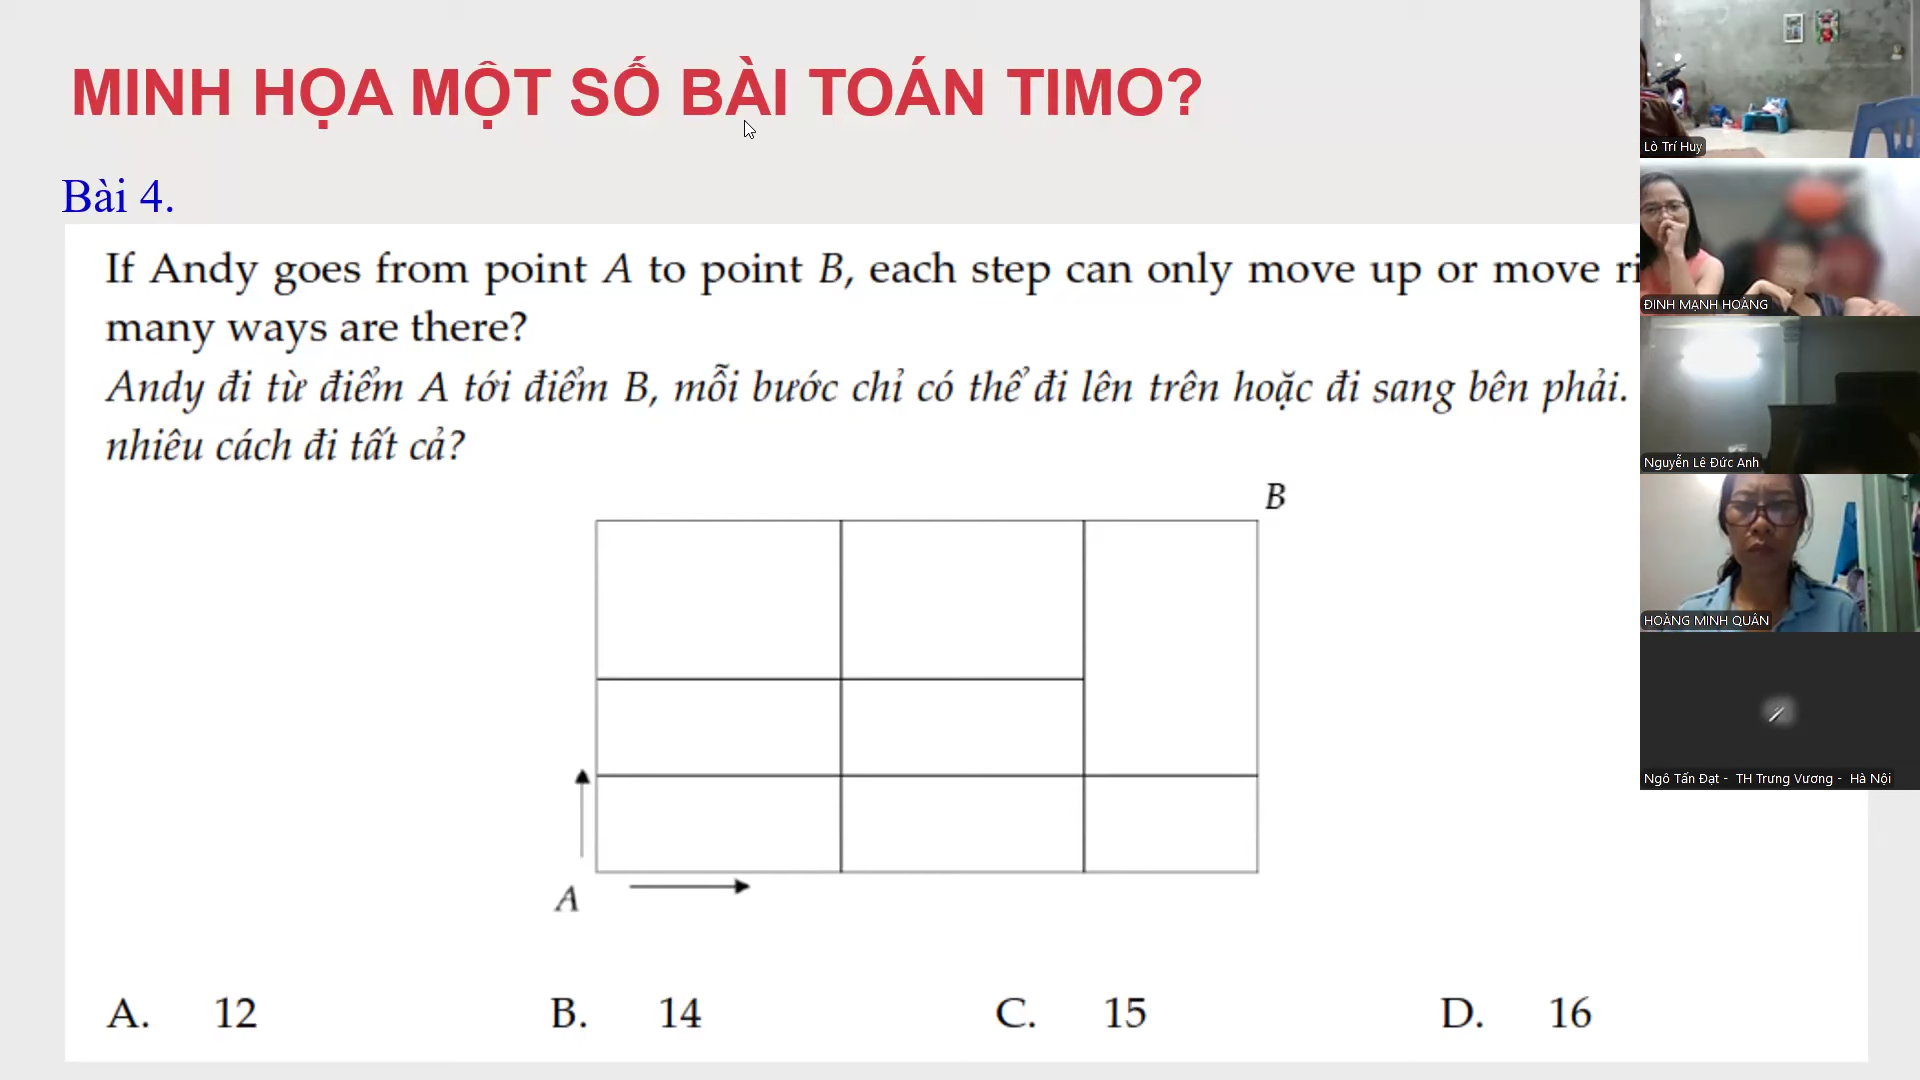 MINH HỌA MỘT SỐ BÀI TOÁN TIMO?
Bài 4.
If Andy goes from point A to point B, each step can only move up or move ri
many ways are there?
Andy đi từ điểm A tới điểm B, mỗi bước chỉ có thể đi lên trên hoặc đi sang bên phải.
nhiêu cách đi tất cả?
B
A
A. 12 B. 14 C. 15 D. 16
Lò Trí Huy
ĐINH MẠNH HOÀNG
Nguyễn Lê Đức Anh
HOÀNG MINH QUÂN
Ngô Tấn Đạt - TH Trưng Vương - Hà Nội